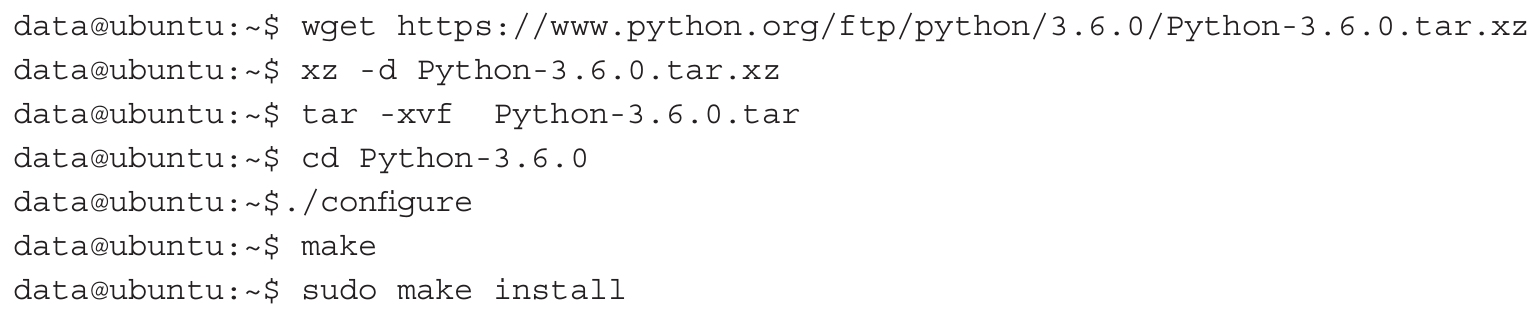 data@ubuntu:~$ wget https://www.python.org/ftp/python/3.6.0/Python-3.6.0.tar.xz
data@ubuntu:~$ xz -d Python-3.6.0.tar.xz
data@ubuntu:~$ tar -xvf  Python-3.6.0.tar
data@ubuntu:~$ cd Python-3.6.0
data@ubuntu:~$./configure
data@ubuntu:~$ make
data@ubuntu:~$ sudo make install